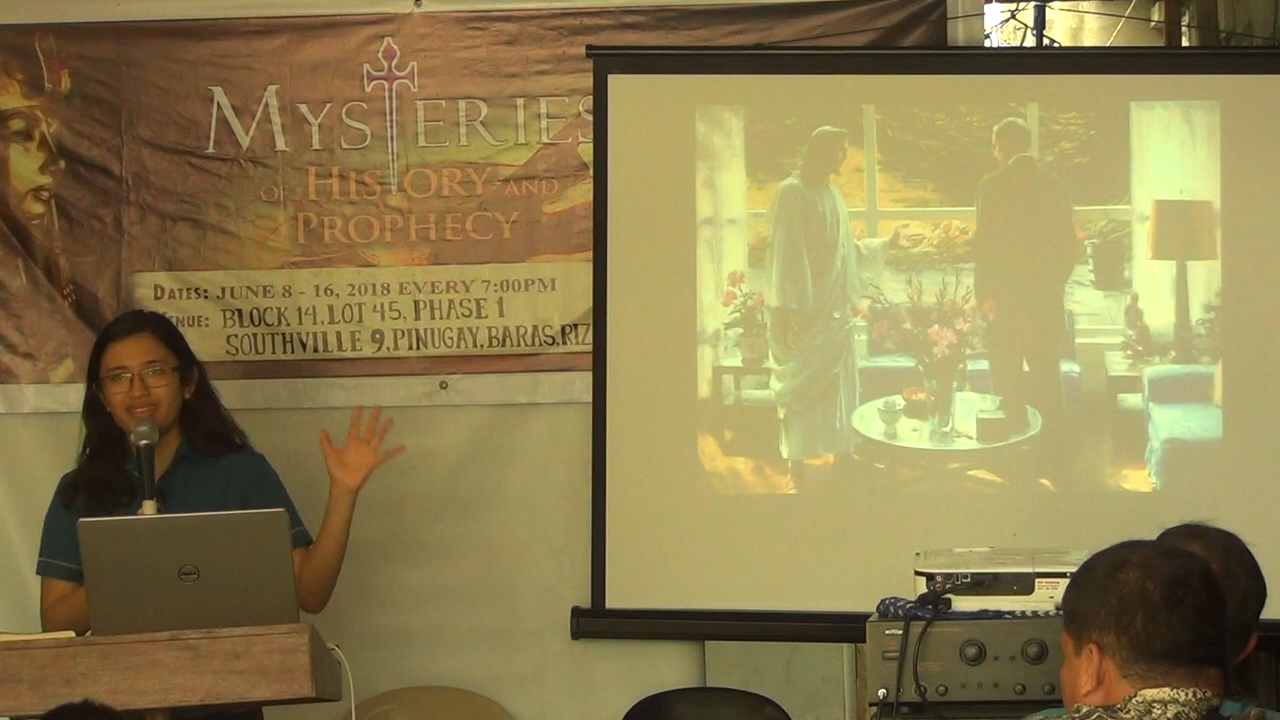 MYSTERIES
OF HISTORY AND
PROPHECY
DATES: JUNE 8 - 16, 2018 EVERY 7:00PM
VENUE: BLOCK 14, LOT 45, PHASE 1
SOUTHVILLE 9, PINUGAY, BARAS, RIZ
DELL